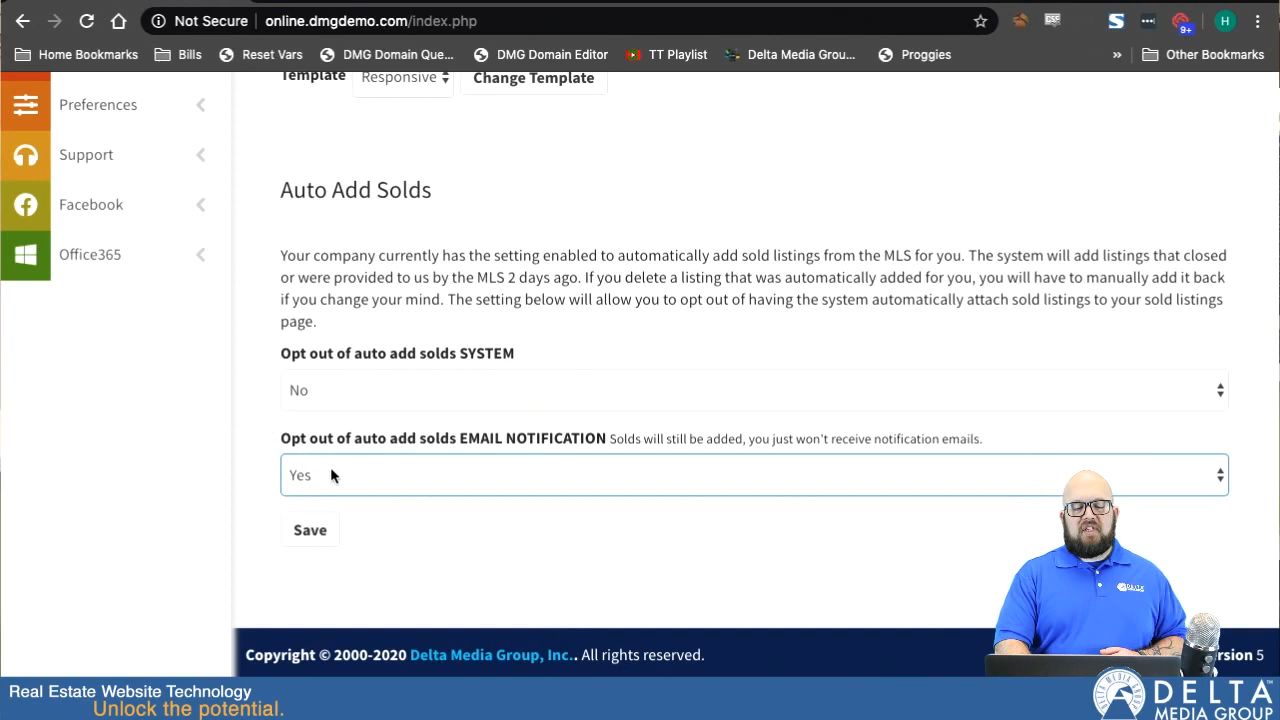 Not Secure online.dmgdemo.com/index.php
9+
H
Home Bookmarks Bills Reset Vars DMG Domain Que... DMG Domain Editor TT Playlist Delta Media Grou... Proggies » Other Bookmarks
Template Responsive Change Template
Preferences
Support
Facebook
Office365
Auto Add Solds
Your company currently has the setting enabled to automatically add sold listings from the MLS for you. The system will add listings that closed
or were provided to us by the MLS 2 days ago. If you delete a listing that was automatically added for you, you will have to manually add it back
if you change your mind. The setting below will allow you to opt out of having the system automatically attach sold listings to your sold listings
page.
Opt out of auto add solds SYSTEM
No
Opt out of auto add solds EMAIL NOTIFICATION Solds will still be added, you just won't receive notification emails.
Yes
Save
DELTA
Copyright © 2000-2020 Delta Media Group, Inc.. All rights reserved.
rsion 5
Real Estate Website Technology
Unlock the potential.
DELTA
MEDIA GROUP